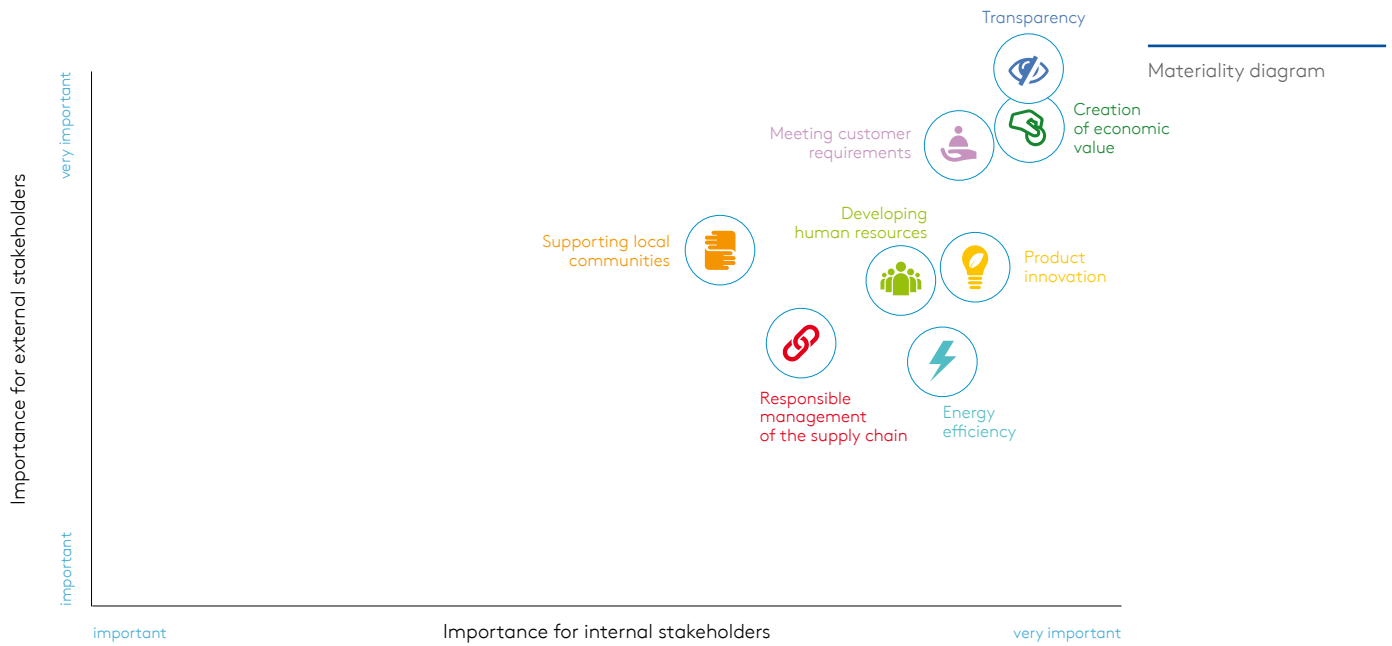 Transparency
Materiality diagram
very important
Importance for external stakeholders
important
Creation
of economic
value
Meeting customer
requirements
Developing
human resources
Supporting local
communities
Product
innovation
Responsible
management
of the supply chain
Energy
efficiency
important
Importance for internal stakeholders
very important